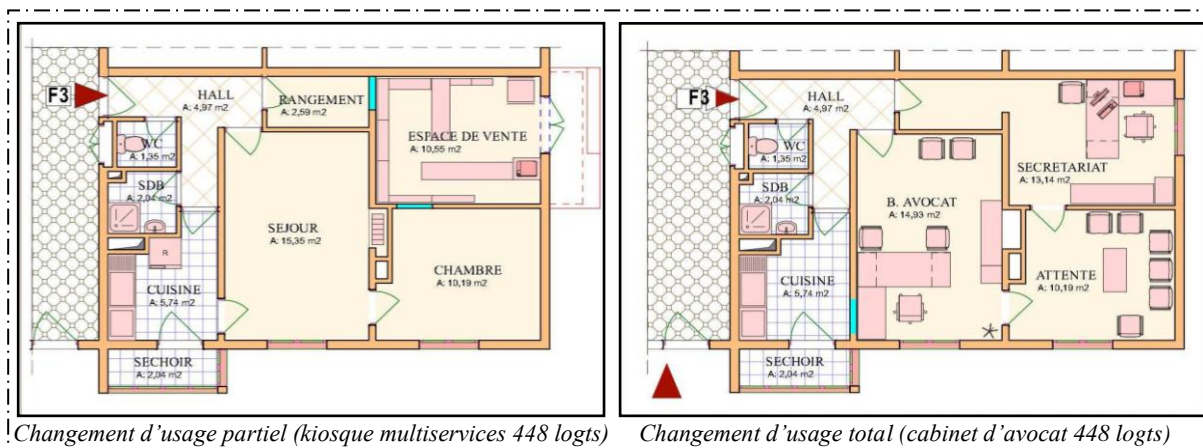 F3
HALL
A: 4,97 m2
RANGEMENT
A: 2,59 m2
ESPACE DE VENTE
A: 10,55 m2
WC
A: 1,35 m2
SDB
A: 2,04 m2
SEJOUR
A: 15,35 m2
R
CUISINE
A: 5,74 m2
CHAMBRE
A: 10,19 m2
SECHOIR
A: 2,04 m2
Changement d'usage partiel (kiosque multiservices 448 logts)
F3
HALL
A: 4,97 m2
WC
A: 1,35 m2
SECRETARIAT
A: 13,14 m2
SDB
A: 2,04 m2
B. AVOCAT
A: 14,93 m2
CUISINE
A: 5,74 m2
ATTENTE
A: 10,19 m2
SECHOIR
A: 2,04 m2
Changement d'usage total (cabinet d'avocat 448 logts)